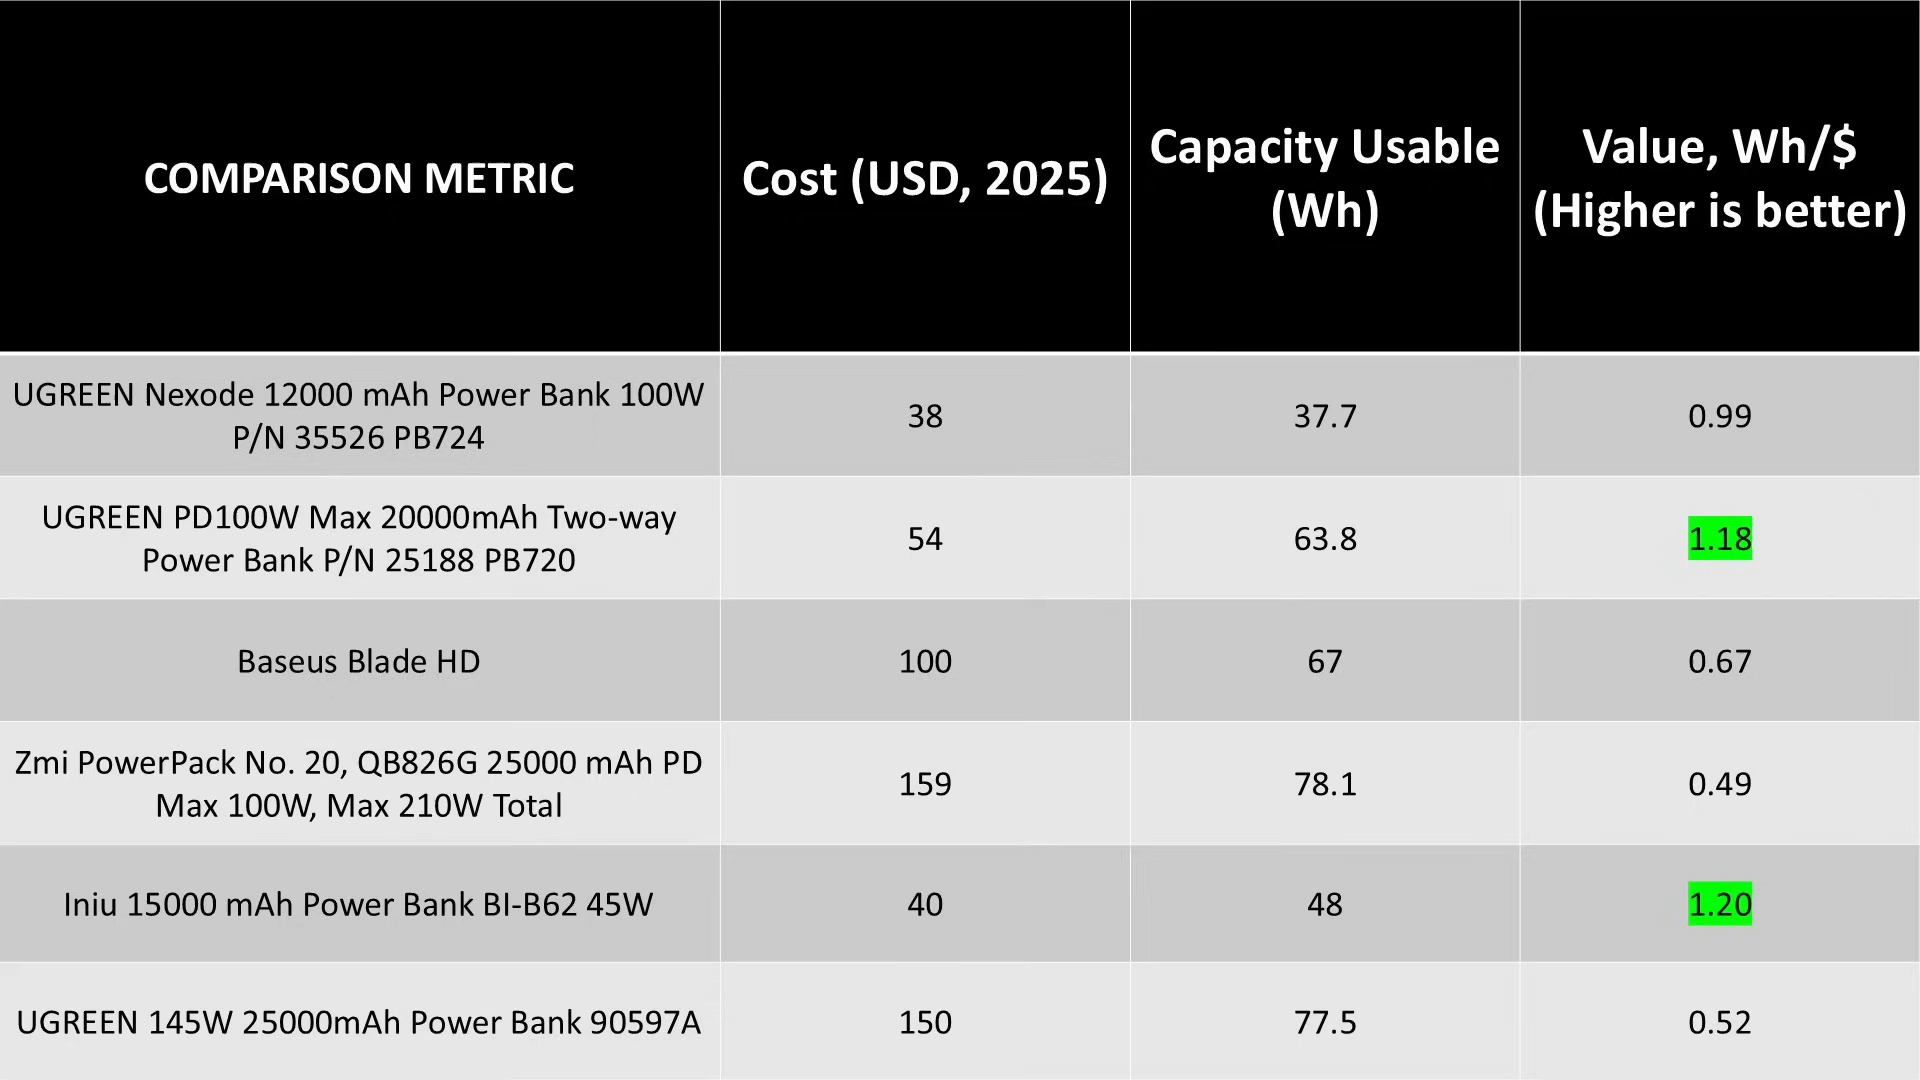 COMPARISON METRIC
Cost (USD, 2025)
Capacity Usable
(Wh)
Value, Wh/$
(Higher is better)
UGREEN Nexode 12000 mAh Power Bank 100W
P/N 35526 PB724
38
37.7
0.99
UGREEN PD100W Max 20000mAh Two-way
Power Bank P/N 25188 PB720
54
63.8
1.18
Baseus Blade HD
100
67
0.67
Zmi PowerPack No. 20, QB826G 25000 mAh PD
Max 100W, Max 210W Total
159
78.1
0.49
Iniu 15000 mAh Power Bank BI-B62 45W
40
48
1.20
UGREEN 145W 25000mAh Power Bank 90597A
150
77.5
0.52